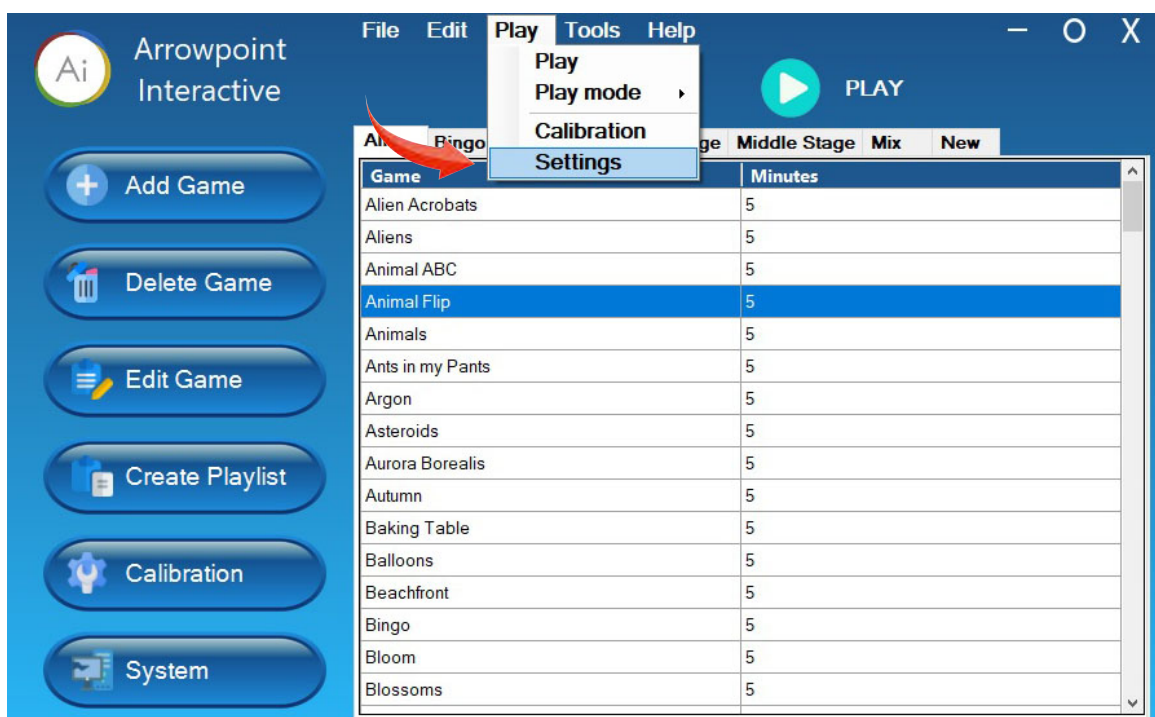 Ai
Arrowpoint
Interactive
File Edit Play Tools Help
— O X
Play
Play mode
Calibration
Settings
PLAY
Bingo Middle Stage Mix New
Game Minutes
Alien Acrobats 5
Aliens 5
Animal ABC 5
Animal Flip 5
Animals 5
Ants in my Pants 5
Argon 5
Asteroids 5
Aurora Borealis 5
Autumn 5
Baking Table 5
Balloons 5
Beachfront 5
Bingo 5
Bloom 5
Blossoms 5
Add Game
Delete Game
Edit Game
Create Playlist
Calibration
System